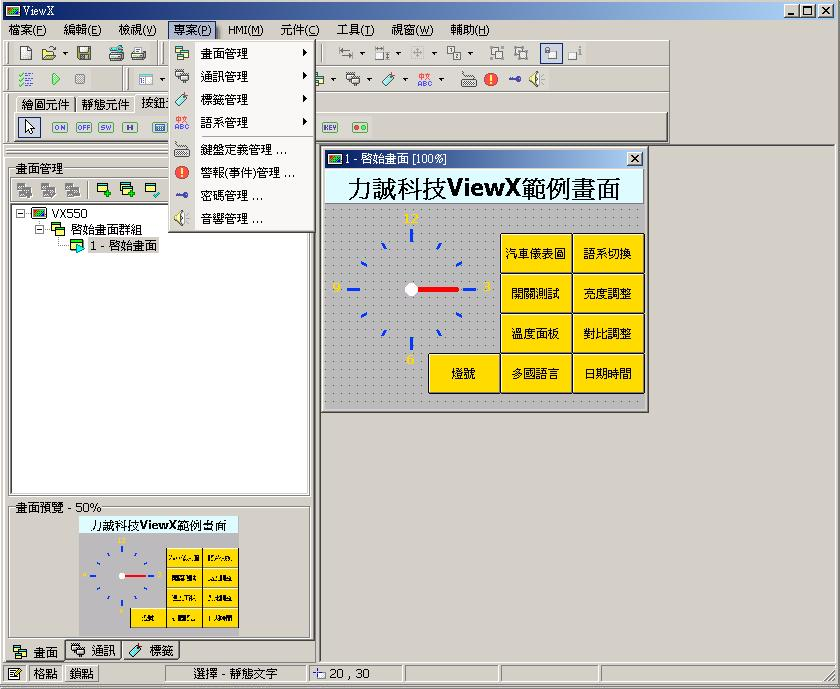 ViewX
檔案(F) 編輯(E) 檢視(V) 專案(P) HMI(M) 元件(C) 工具(T) 視窗(W) 輔助(H)
畫面管理
通訊管理
標籤管理
語系管理
鍵盤定義管理 ...
警報(事件)管理 ...
密碼管理 ...
音響管理 ...
繪圖元件 靜態元件 按鈕
ON OFF SW H KEY
中文 ABC
畫面管理
VX550
啓始畫面群組
1 - 啓始畫面
1 - 啓始畫面 [100%]
力誠科技ViewX範例畫面
12
9 3
6
汽車儀表圖 語系切換
開關測試 亮度調整
溫度面板 對比調整
燈號 多國語言 日期時間
畫面預覽 - 50%
力誠科技ViewX範例畫面
畫面 通訊 標籤
格點 鎖點 選擇 - 靜態文字 20 , 30